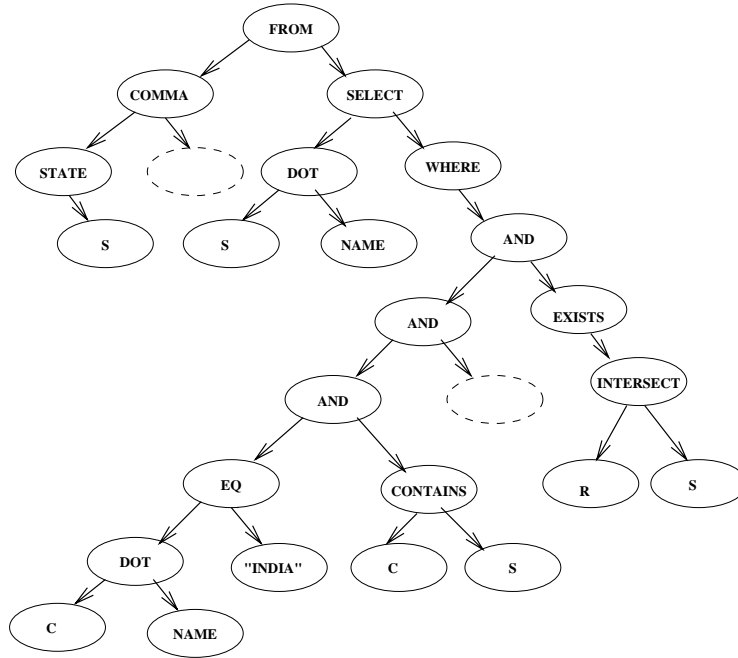 FROM
COMMA
SELECT
STATE
DOT
WHERE
S
S
NAME
AND
AND
EXISTS
AND
INTERSECT
EQ
CONTAINS
R
S
DOT
"INDIA"
C
S
C
NAME